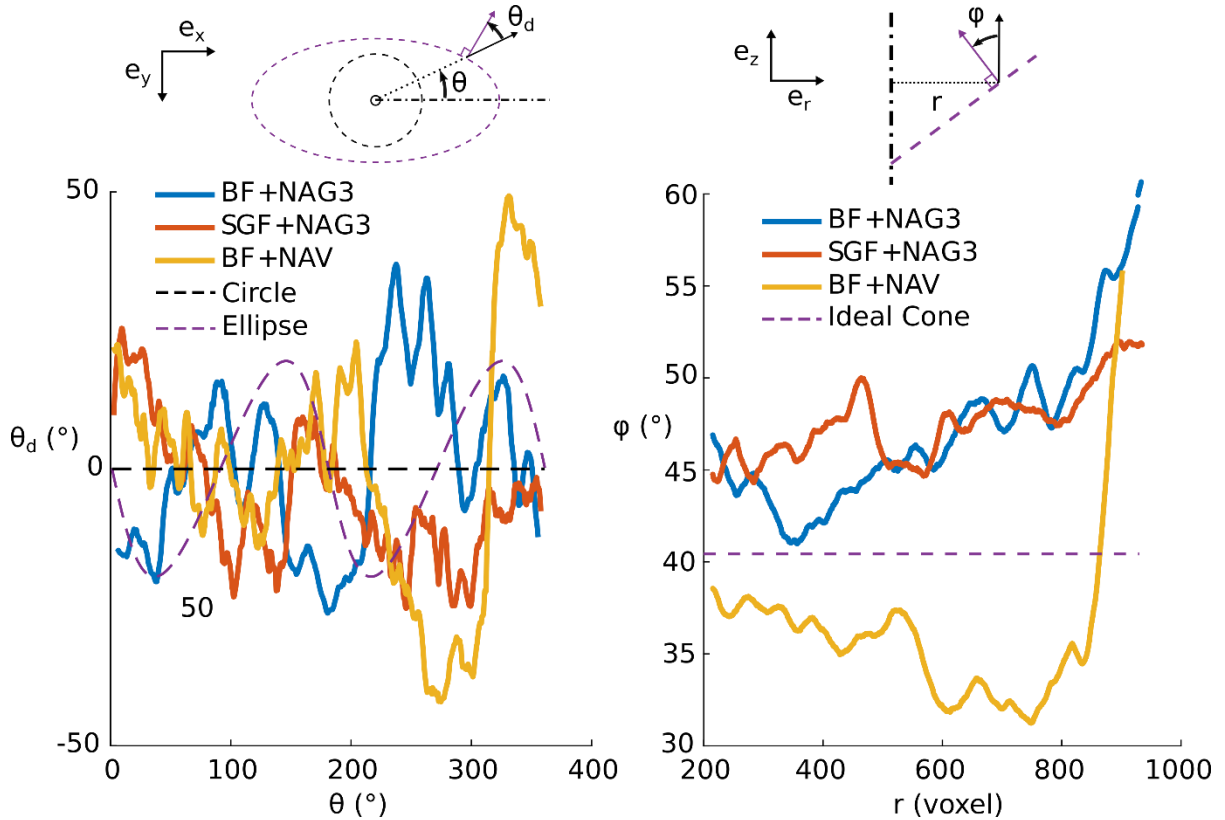 e_x
e_y
θ_d
θ
50
BF+NAG3
SGF+NAG3
BF+NAV
Circle
Ellipse
θ_d (°)
0
50
-50
0
100
200
300
400
θ (°)
φ
e_z
e_r
r
60
BF+NAG3
SGF+NAG3
BF+NAV
Ideal Cone
55
50
φ (°)
45
40
35
30
200
400
600
800
1000
r (voxel)